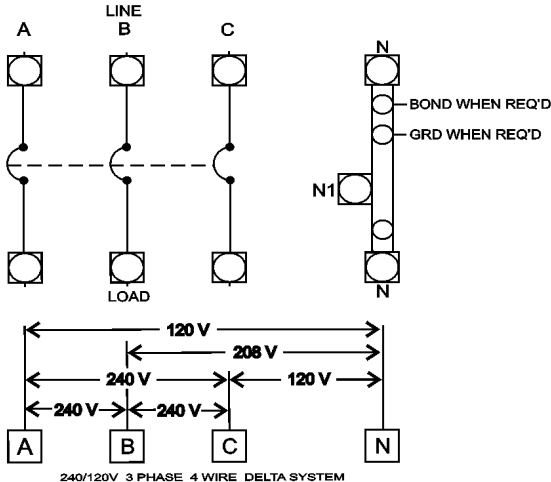 LINE
A B C
N
BOND WHEN REQ'D
GRD WHEN REQ'D
N1
N
LOAD
120 V
208 V
240 V 120 V
240 V 240 V
A B C N
240/120V 3 PHASE 4 WIRE DELTA SYSTEM